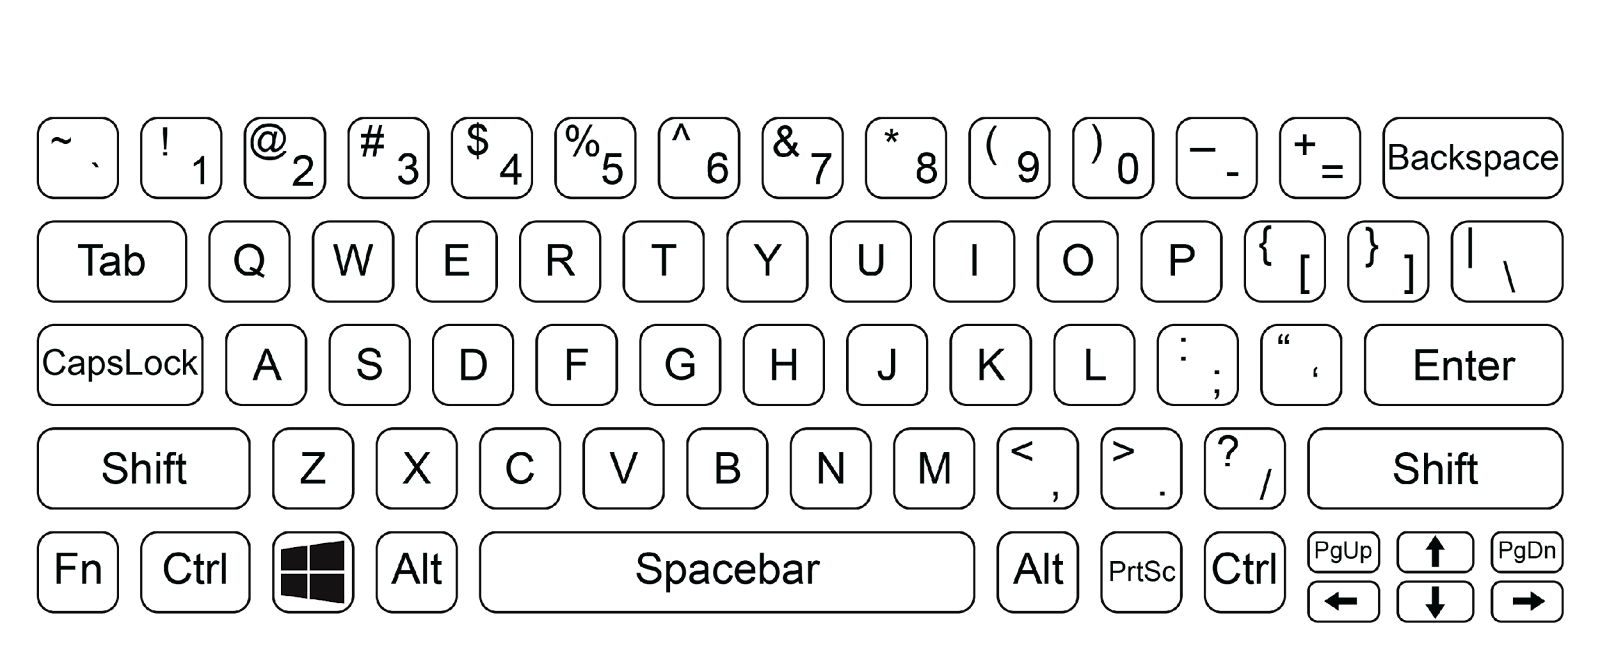 ~ ` ! 1 @ 2 # 3 $ 4 % 5 ^ 6 & 7 * 8 ( 9 ) 0 – - + = Backspace
Tab Q W E R T Y U I O P { [ } ] | \
CapsLock A S D F G H J K L : ; “ ‘ Enter
Shift Z X C V B N M < , > . ? / Shift
Fn Ctrl Alt Spacebar Alt PrtSc Ctrl PgUp ↑ PgDn
← ↓ →